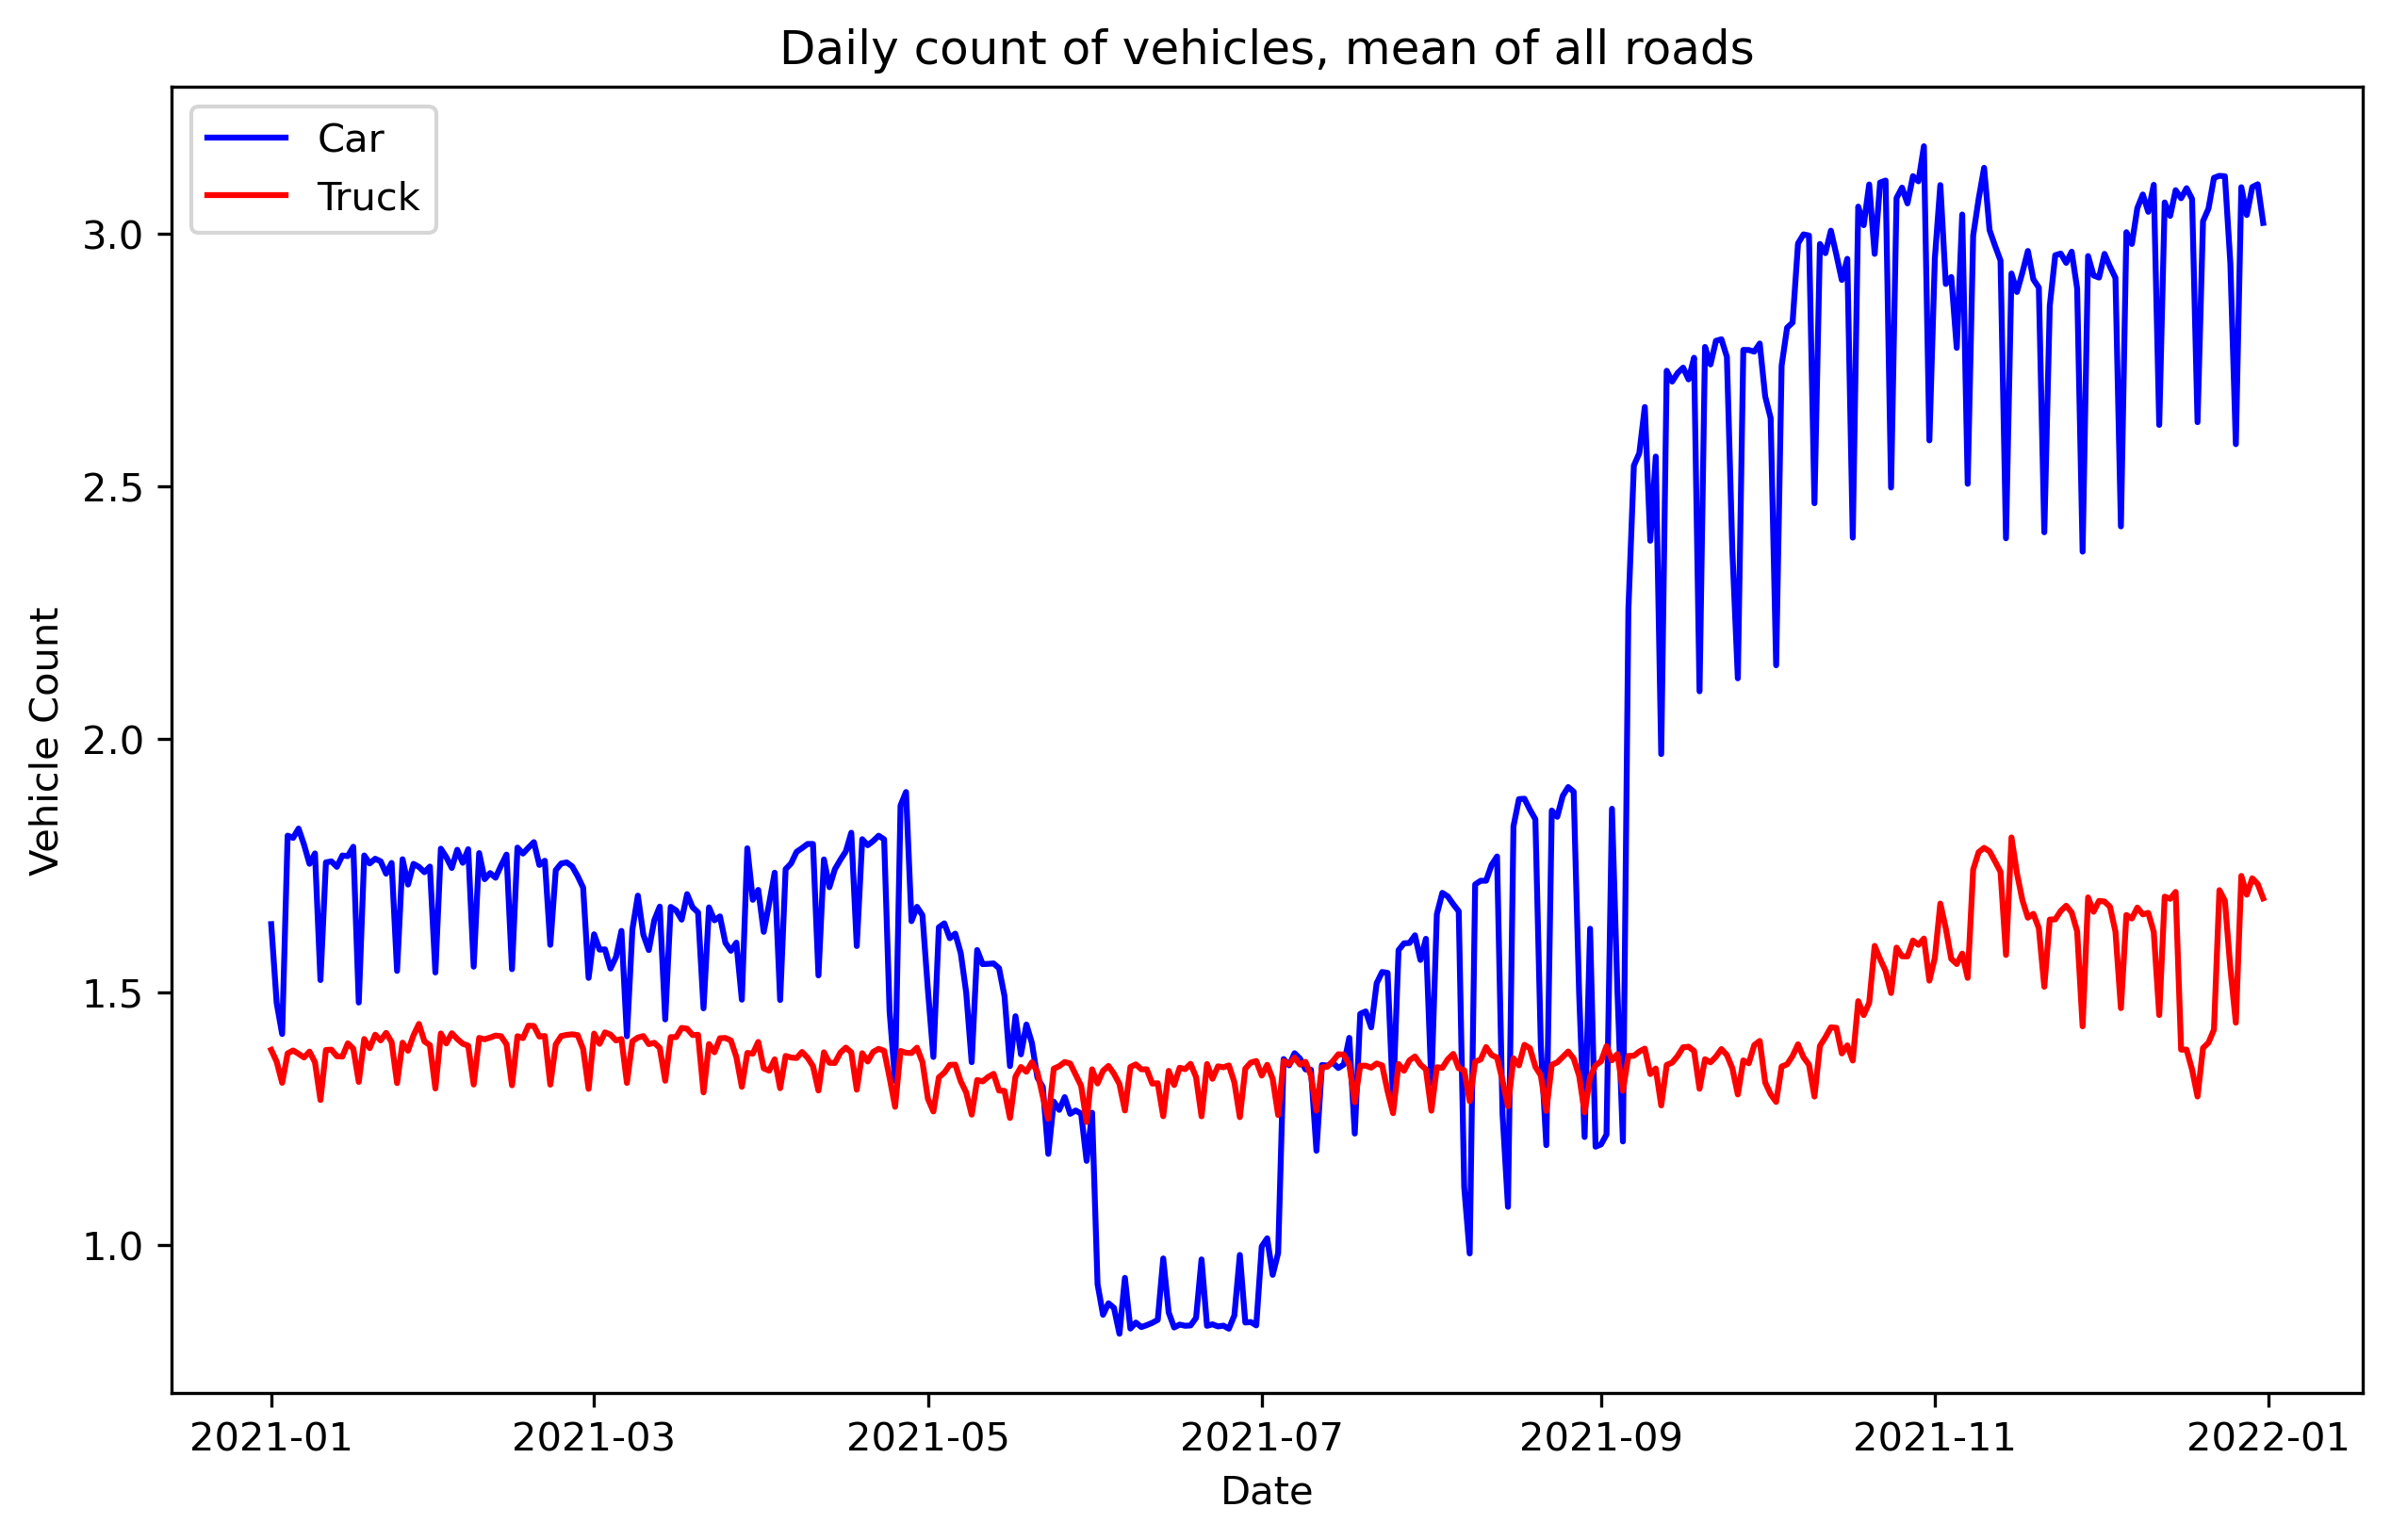 Daily count of vehicles, mean of all roads
Car
Truck
3.0
2.5
2.0
1.5
1.0
Vehicle Count
2021-01
2021-03
2021-05
2021-07
2021-09
2021-11
2022-01
Date